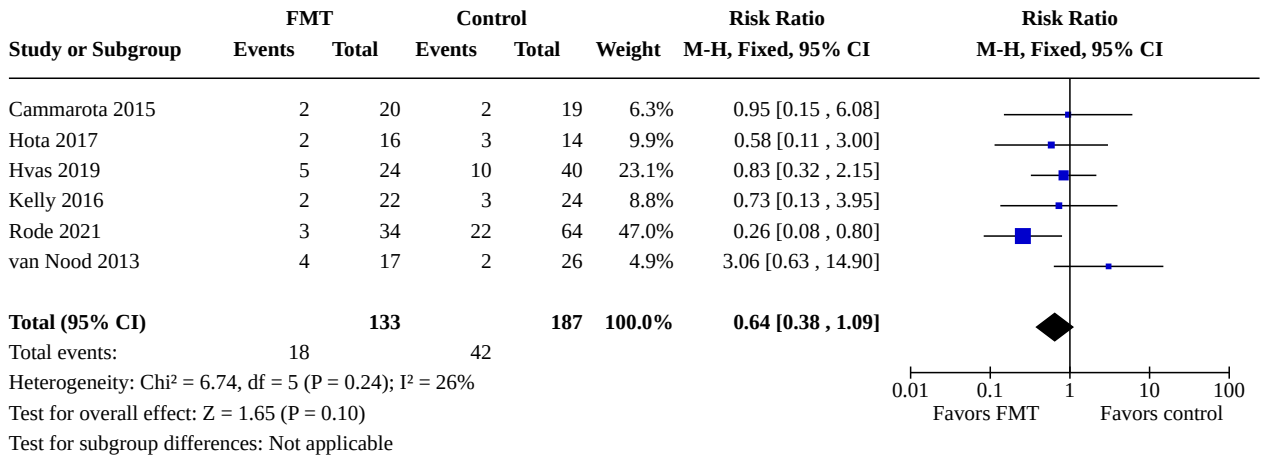 FMT Control Risk Ratio Risk Ratio
Study or Subgroup Events Total Events Total Weight M-H, Fixed, 95% CI M-H, Fixed, 95% CI
Cammarota 2015 2 20 2 19 6.3% 0.95 [0.15 , 6.08]
Hota 2017 2 16 3 14 9.9% 0.58 [0.11 , 3.00]
Hvas 2019 5 24 10 40 23.1% 0.83 [0.32 , 2.15]
Kelly 2016 2 22 3 24 8.8% 0.73 [0.13 , 3.95]
Rode 2021 3 34 22 64 47.0% 0.26 [0.08 , 0.80]
van Nood 2013 4 17 2 26 4.9% 3.06 [0.63 , 14.90]
Total (95% CI) 133 187 100.0% 0.64 [0.38 , 1.09]
Total events: 18 42
Heterogeneity: Chi² = 6.74, df = 5 (P = 0.24); I² = 26%
Test for overall effect: Z = 1.65 (P = 0.10)
Test for subgroup differences: Not applicable
0.01 0.1 1 10 100
Favors FMT Favors control